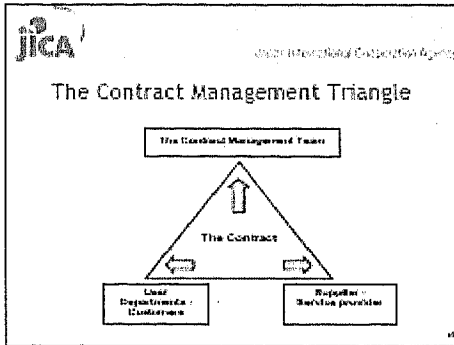 jICA
Japan International Cooperation Agency
The Contract Management Triangle
The Contract Management Team
The Contract
User
Departments /
Customers
Supplier -
Service provider